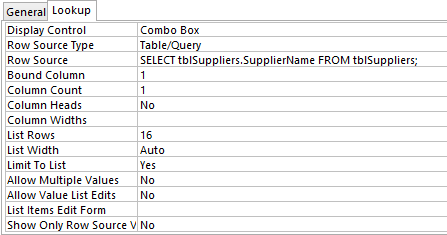 General Lookup
Display Control Combo Box
Row Source Type Table/Query
Row Source SELECT tblSuppliers.SupplierName FROM tblSuppliers;
Bound Column 1
Column Count 1
Column Heads No
Column Widths
List Rows 16
List Width Auto
Limit To List Yes
Allow Multiple Values No
Allow Value List Edits No
List Items Edit Form
Show Only Row Source V No